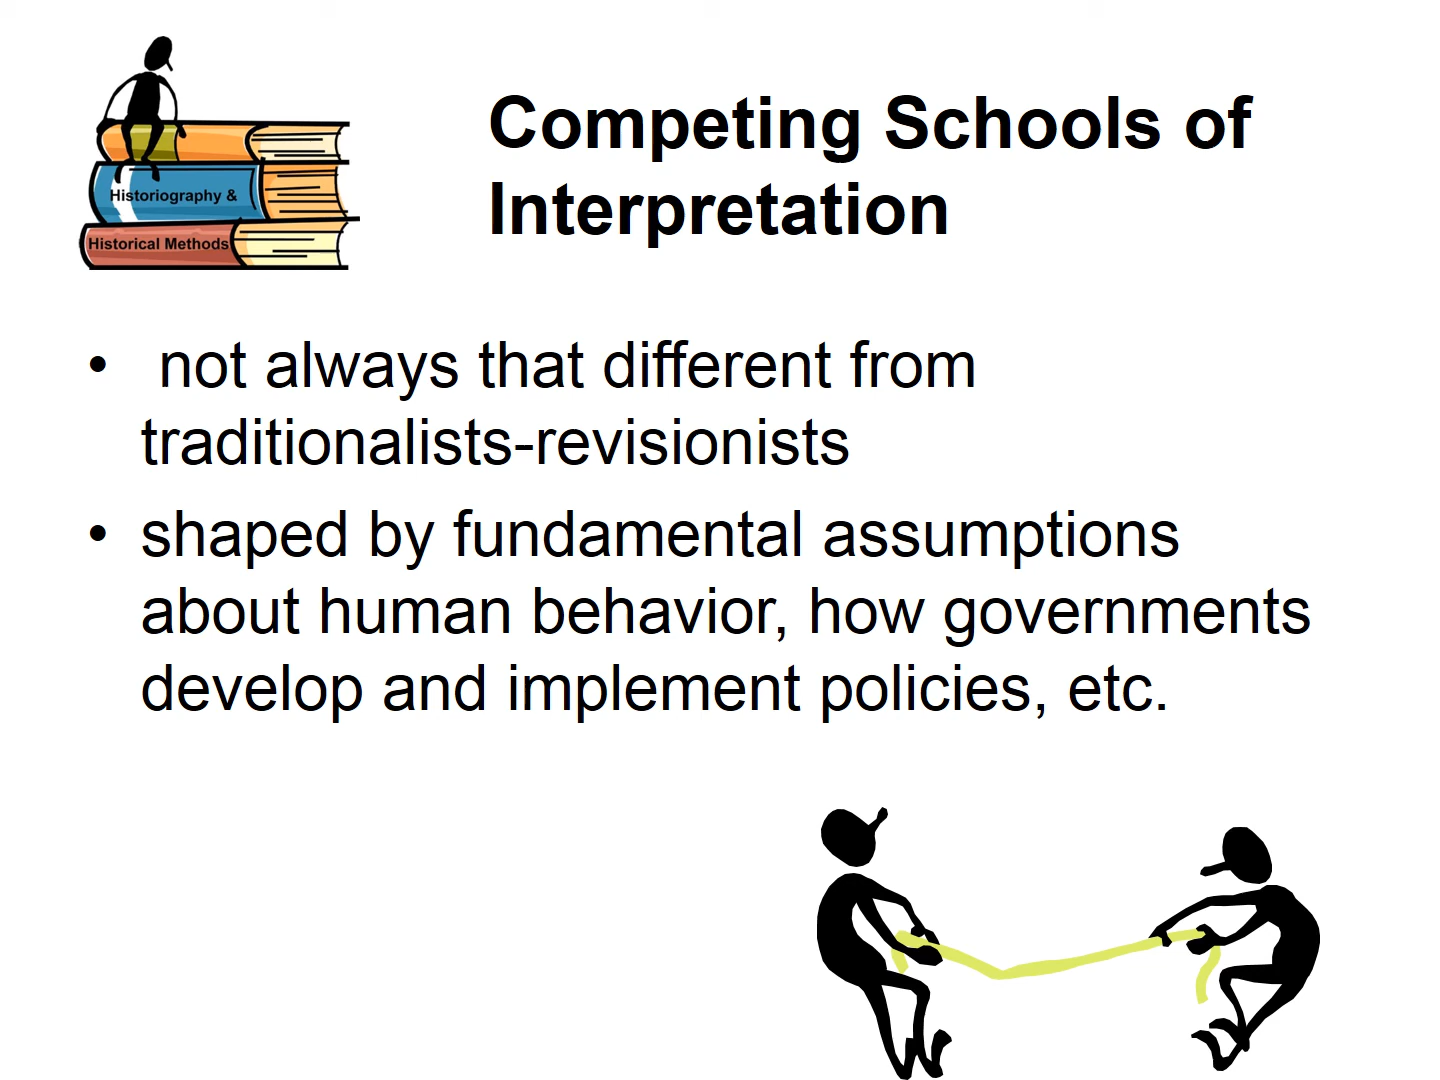 Historiography &
Historical Methods
Competing Schools of
Interpretation
• not always that different from
traditionalists-revisionists
• shaped by fundamental assumptions
about human behavior, how governments
develop and implement policies, etc.